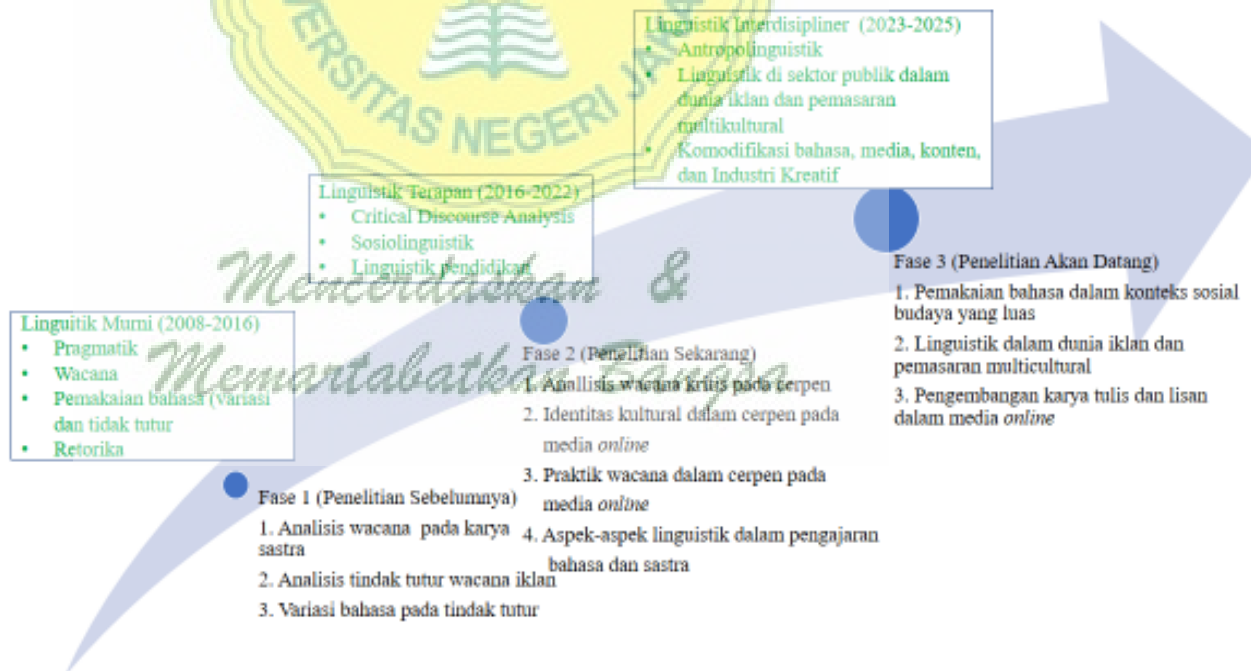 VERSITAS NEGERI JAKA
Linguistik Interdisipliner (2023-2025)
• Antropolinguistik
• Linguistik di sektor publik dalam
dunia iklan dan pemasaran
multikultural
• Komodifikasi bahasa, media, konten,
dan Industri Kreatif
Linguistik Terapan (2016-2022)
• Critical Discourse Analysis
• Sosiolinguistik
• Linguistik pendidikan
Mencerdaskan &
Memartabatkan Bangsa
Linguitik Murni (2008-2016)
• Pragmatik
• Wacana
• Pemakaian bahasa (variasi
dan tidak tutur
• Retorika
Fase 1 (Penelitian Sebelumnya)
1. Analisis wacana pada karya
sastra
2. Analisis tindak tutur wacana iklan
3. Variasi bahasa pada tindak tutur
Fase 2 (Penelitian Sekarang)
1. Anallisis wacana kritis pada cerpen
2. Identitas kultural dalam cerpen pada
media online
3. Praktik wacana dalam cerpen pada
media online
4. Aspek-aspek linguistik dalam pengajaran
bahasa dan sastra
Fase 3 (Penelitian Akan Datang)
1. Pemakaian bahasa dalam konteks sosial
budaya yang luas
2. Linguistik dalam dunia iklan dan
pemasaran multicultural
3. Pengembangan karya tulis dan lisan
dalam media online